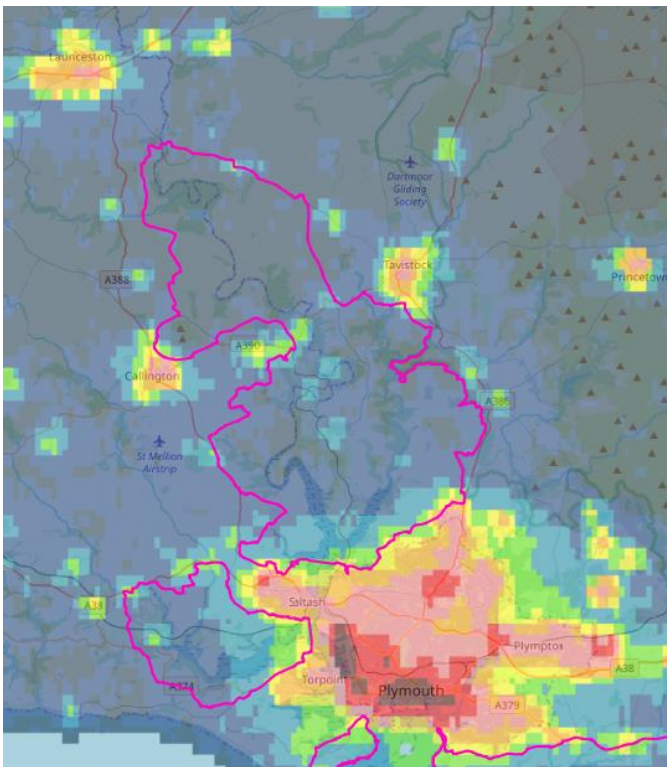 Launceston
Dartmoor
Gliding
Society
Tavistock
Princetown
A388
A390
Callington
A386
St Mellion
Airstrip
A38
Saltash
Plympton
A38
A374
Torpoint
Plymouth
A379